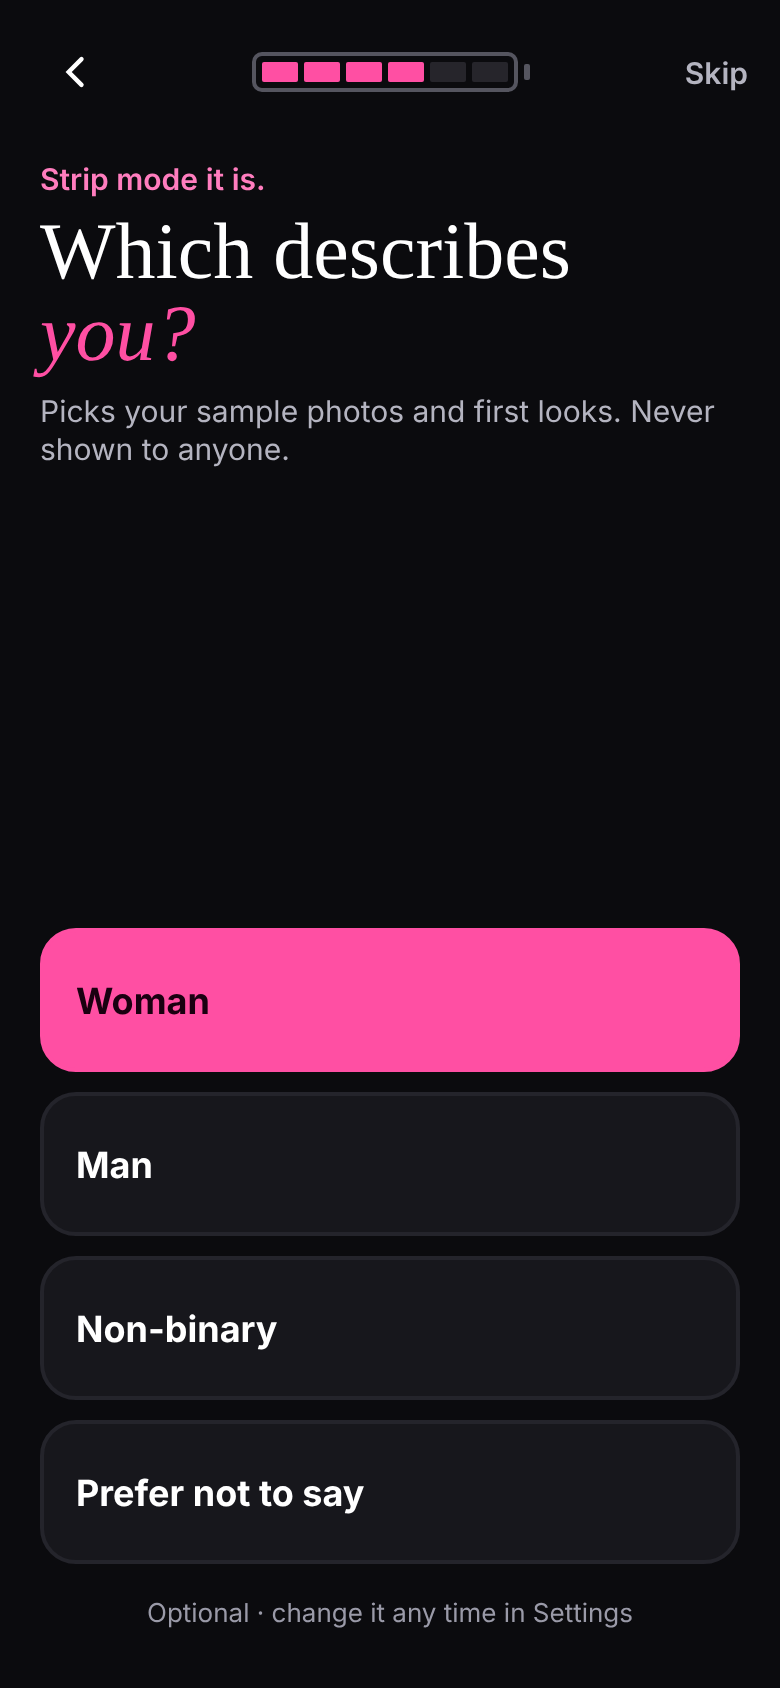 Skip
Strip mode it is.
Which describes
you?
Picks your sample photos and first looks. Never
shown to anyone.
Woman
Man
Non-binary
Prefer not to say
Optional · change it any time in Settings